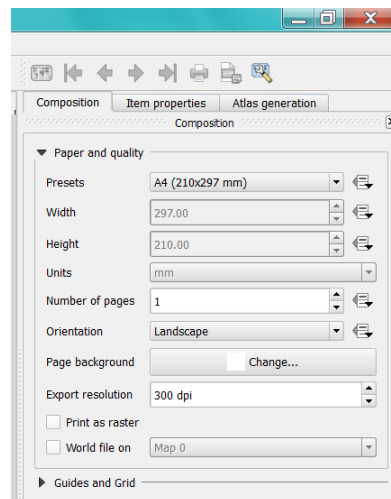 Composition Item properties Atlas generation
Composition
Paper and quality
Presets A4 (210x297 mm)
Width 297.00
Height 210.00
Units mm
Number of pages 1
Orientation Landscape
Page background Change...
Export resolution 300 dpi
Print as raster
World file on Map 0
Guides and Grid